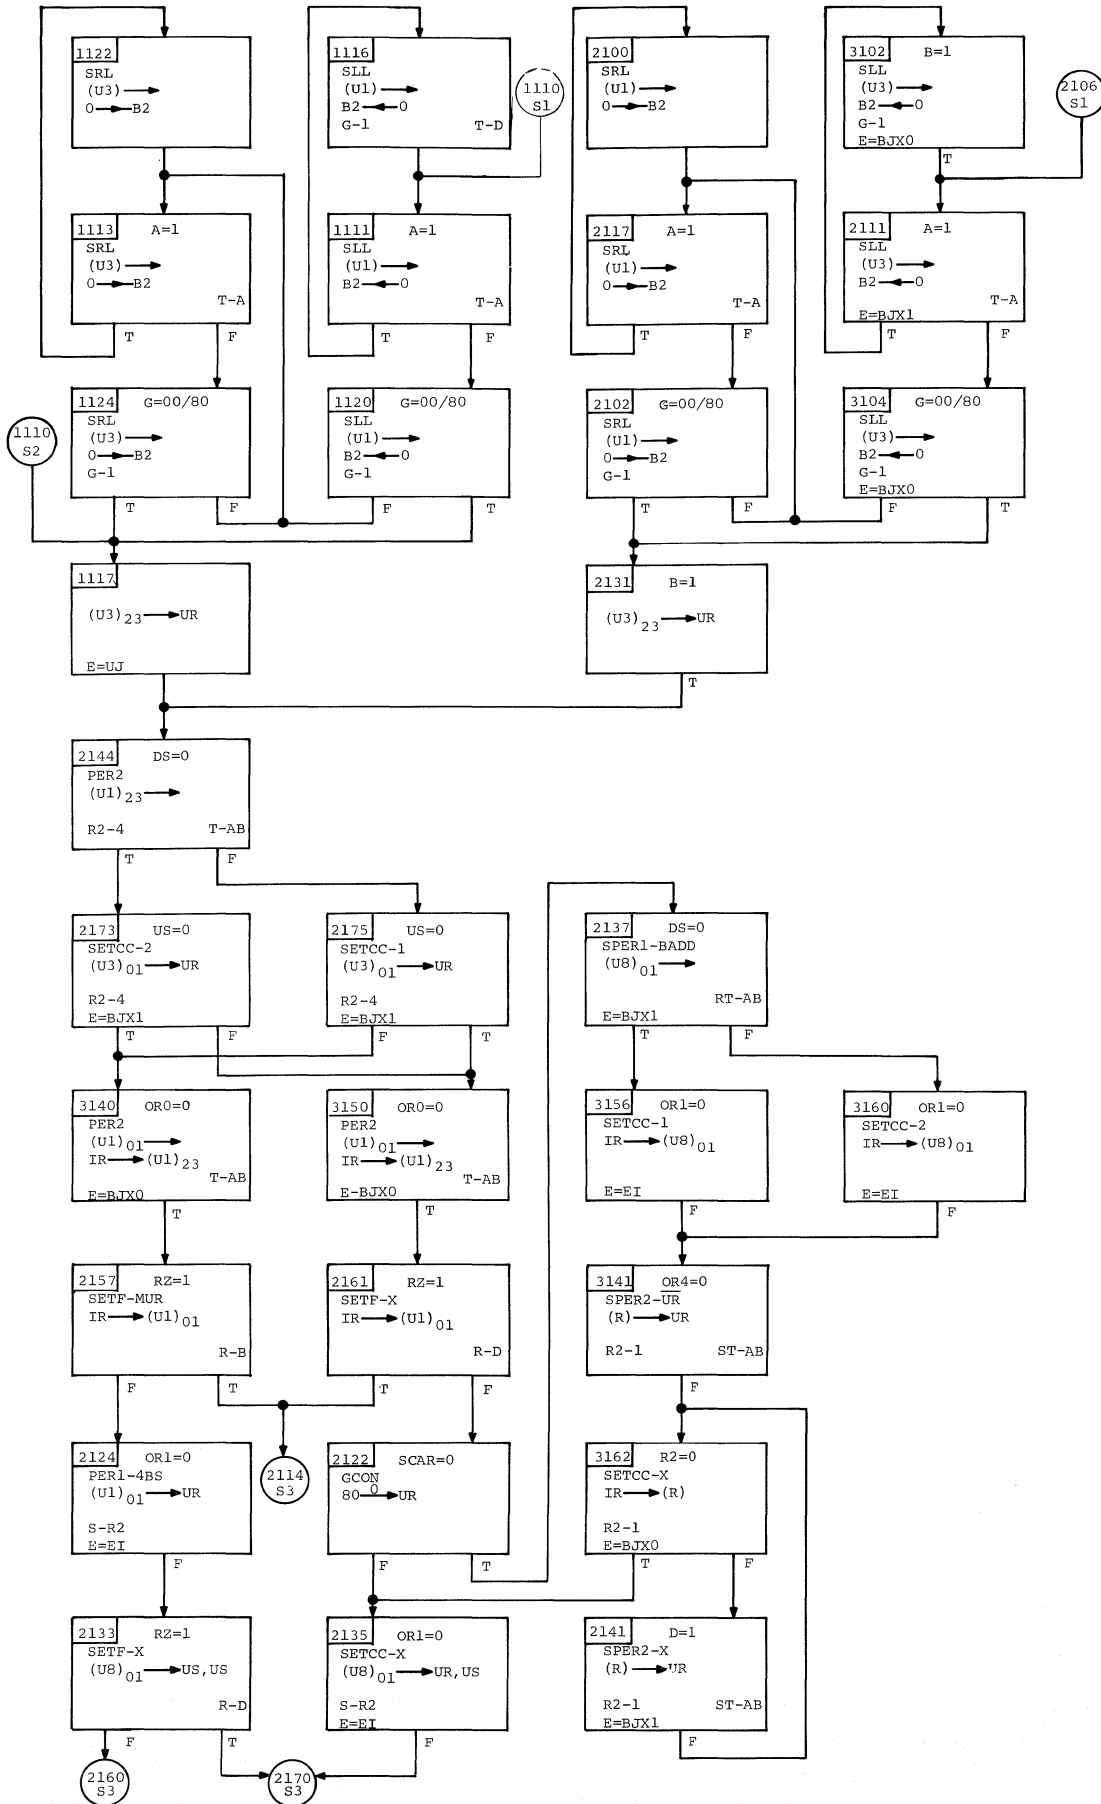 1122
SRL
(U3)
0 B2
1116
SLL
(U1)
B2 0
G-1
T-D
1110
S1
2100
SRL
(U1)
0 B2
3102 B=1
SLL
(U3)
B2 0
G-1
E=BJX0
T
2106
S1
1113 A=1
SRL
(U3)
0 B2
T-A
T F
1111 A=1
SLL
(U1)
B2 0
T-A
T F
2117 A=1
SRL
(U1)
0 B2
T-A
T F
2111 A=1
SLL
(U3)
B2 0
T-A
E=BJX1
T F
1110
S2
1124 G=00/80
SRL
(U3)
0 B2
G-1
T F
1120 G=00/80
SLL
(U1)
B2 0
G-1
F T
2102 G=00/80
SRL
(U1)
0 B2
G-1
T F
3104 G=00/80
SLL
(U3)
B2 0
G-1
E=BJX0
F T
1117
(U3)23 UR
E=UJ
2131 B=1
(U3)23 UR
T
2144 DS=0
PER2
(U1)23
R2-4 T-AB
T F
2173 US=0
SETCC-2
(U3)01 UR
R2-4
E=BJX1
T F
2175 US=0
SETCC-1
(U3)01 UR
R2-4
E=BJX1
F T
2137 DS=0
SPER1-BADD
(U8)01
RT-AB
E=BJX1
T F
3140 OR0=0
PER2
(U1)01
IR (U1)23
T-AB
E=BJX0
T
3150 OR0=0
PER2
(U1)01
IR (U1)23
T-AB
E-BJX0
T
3156 OR1=0
SETCC-1
IR (U8)01
E=EI
F
3160 OR1=0
SETCC-2
IR (U8)01
E=EI
F
2157 RZ=1
SETF-MUR
IR (U1)01
R-B
F T
2161 RZ=1
SETF-X
IR (U1)01
R-D
T F
3141 OR4=0
SPER2-UR
(R) UR
R2-1 ST-AB
F
2124 OR1=0
PER1-4BS
(U1)01 UR
S-R2
E=EI
F
2114
S3
2122 SCAR=0
GCON
80 0 UR
F T
3162 R2=0
SETCC-X
IR (R)
R2-1
E=BJX0
T F
2133 RZ=1
SETF-X
(U8)01 US,US
R-D
F T
2135 OR1=0
SETCC-X
(U8)01 UR,US
S-R2
E=EI
F
2141 D=1
SPER2-X
(R) UR
R2-1 ST-AB
E=BJX1
F
2160
S3
2170
S3